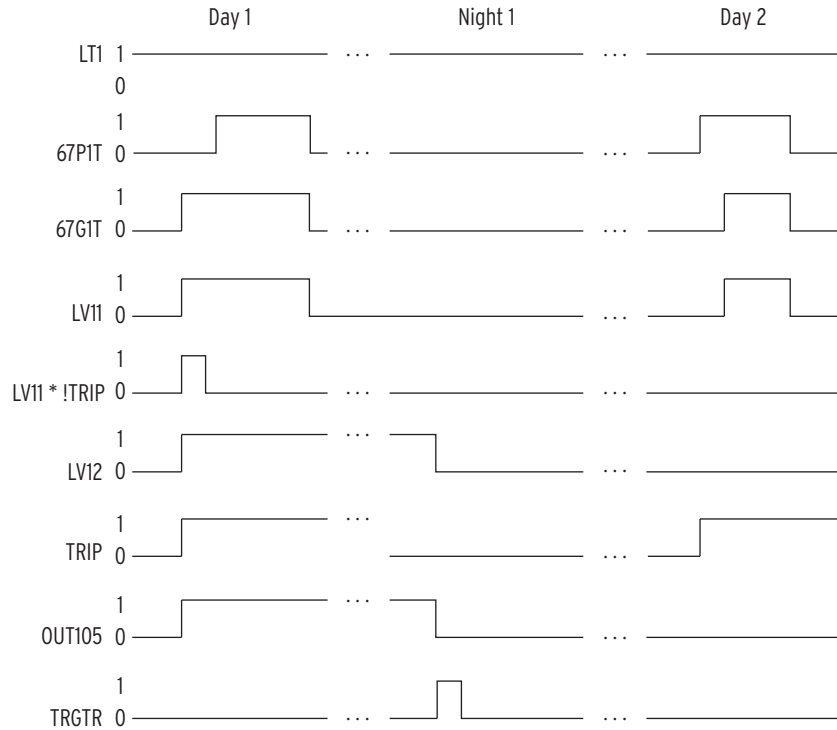 Day 1 Night 1 Day 2
LT1 1 ... ...
0
1
67P1T 0 ... ...
1
67G1T 0 ... ...
1
LV11 0 ...
1
LV11 * !TRIP 0 ... ...
1 ...
LV12 0 ...
1 ...
TRIP 0 ...
1 ...
OUT105 0 ...
1
TRGTR 0 ... ...